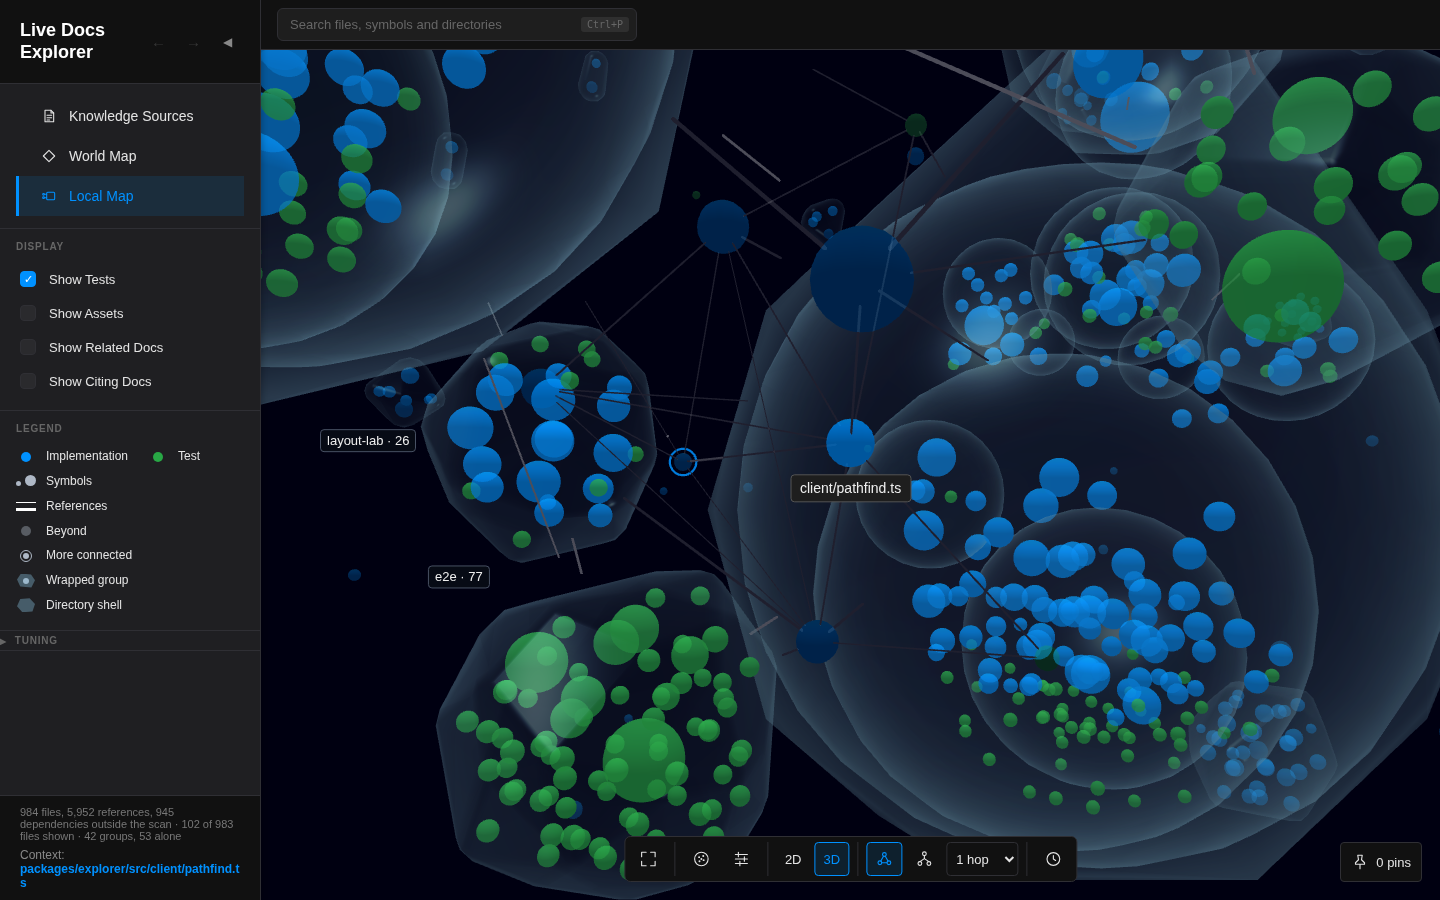 Live Docs
Explorer
Search files, symbols and directories
Ctrl+P
Knowledge Sources
World Map
Local Map
DISPLAY
Show Tests
Show Assets
Show Related Docs
Show Citing Docs
LEGEND
Implementation
Test
Symbols
References
Beyond
More connected
Wrapped group
Directory shell
TUNING
984 files, 5,952 references, 945
dependencies outside the scan · 102 of 983
files shown · 42 groups, 53 alone
Context:
packages/explorer/src/client/pathfind.t
s
layout-lab · 26
e2e · 77
client/pathfind.ts
2D
3D
1 hop
0 pins